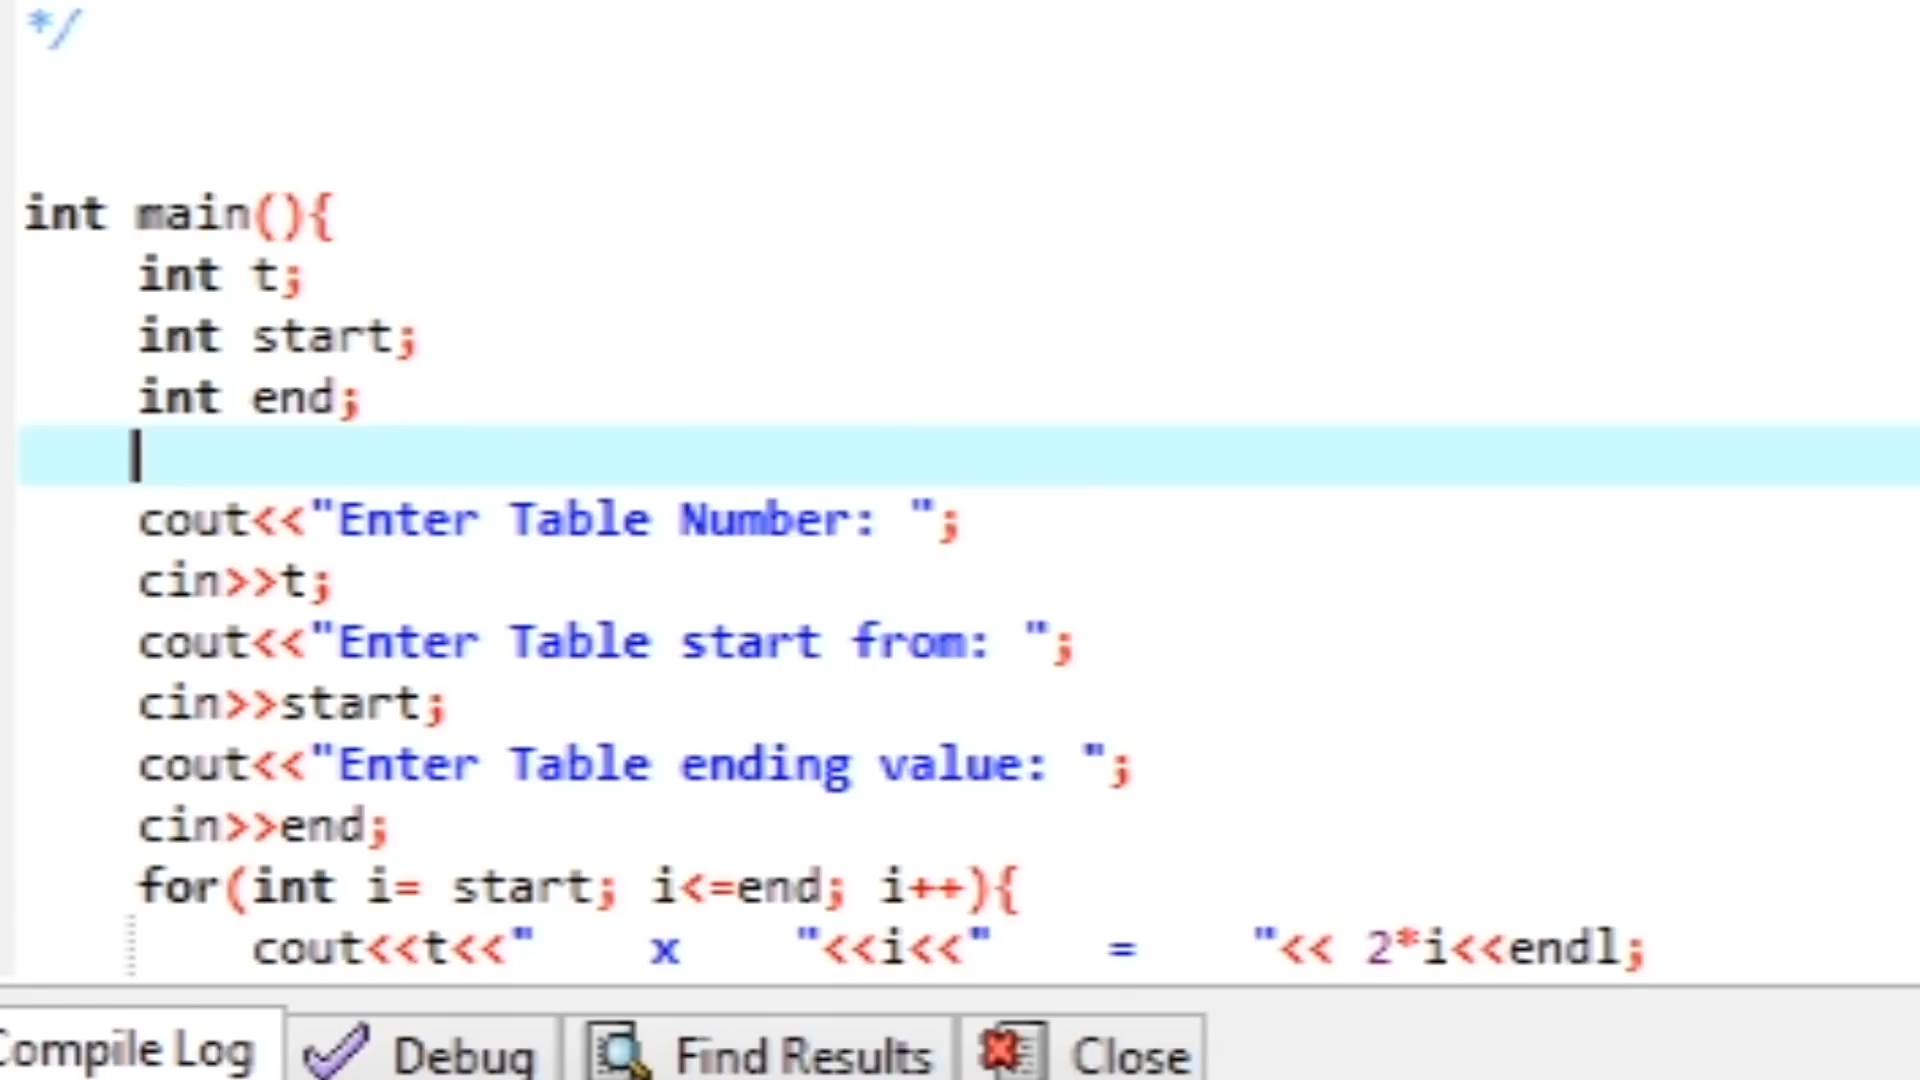 */
int main(){
int t;
int start;
int end;
cout<<"Enter Table Number: ";
cin>>t;
cout<<"Enter Table start from: ";
cin>>start;
cout<<"Enter Table ending value: ";
cin>>end;
for(int i= start; i<=end; i++){
cout<<t<<"    x    "<<i<<"    =    "<< 2*i<<endl;
Compile Log Debug Find Results Close